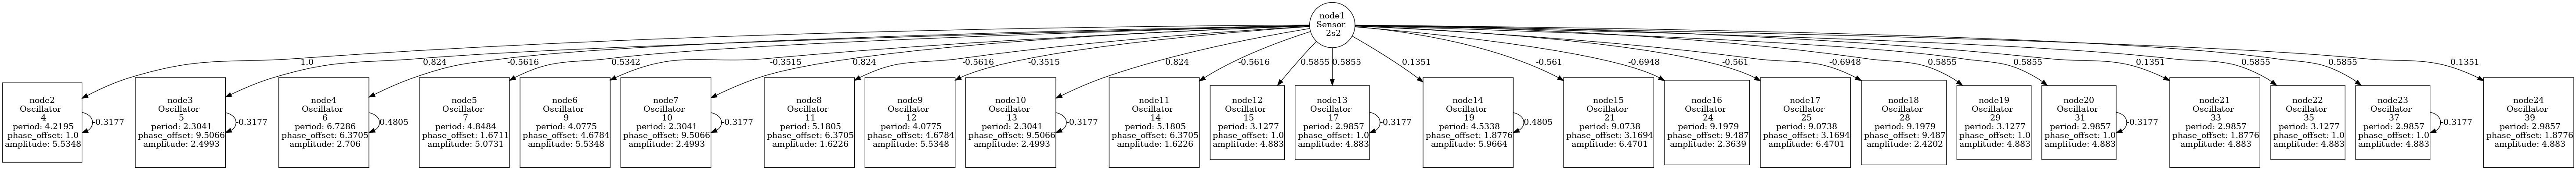 node1
Sensor
2s2
1.0
0.824
-0.5616
0.5342
-0.3515
0.824
-0.5616
-0.3515
0.824
-0.5616
0.5855
0.5855
0.1351
-0.561
-0.6948
-0.561
-0.6948
0.5855
0.5855
0.1351
0.5855
0.5855
0.1351
node2
Oscillator
4
period: 4.2195
phase_offset: 1.0
amplitude: 5.5348
-0.3177
node3
Oscillator
5
period: 2.3041
phase_offset: 9.5066
amplitude: 2.4993
-0.3177
node4
Oscillator
6
period: 6.7286
phase_offset: 6.3705
amplitude: 2.706
0.4805
node5
Oscillator
7
period: 4.8484
phase_offset: 1.6711
amplitude: 5.0731
node6
Oscillator
9
period: 4.0775
phase_offset: 4.6784
amplitude: 5.5348
node7
Oscillator
10
period: 2.3041
phase_offset: 9.5066
amplitude: 2.4993
-0.3177
node8
Oscillator
11
period: 5.1805
phase_offset: 6.3705
amplitude: 1.6226
node9
Oscillator
12
period: 4.0775
phase_offset: 4.6784
amplitude: 5.5348
node10
Oscillator
13
period: 2.3041
phase_offset: 9.5066
amplitude: 2.4993
-0.3177
node11
Oscillator
14
period: 5.1805
phase_offset: 6.3705
amplitude: 1.6226
node12
Oscillator
15
period: 3.1277
phase_offset: 1.0
amplitude: 4.883
node13
Oscillator
17
period: 2.9857
phase_offset: 1.0
amplitude: 4.883
-0.3177
node14
Oscillator
19
period: 4.5338
phase_offset: 1.8776
amplitude: 5.9664
0.4805
node15
Oscillator
21
period: 9.0738
phase_offset: 3.1694
amplitude: 6.4701
node16
Oscillator
24
period: 9.1979
phase_offset: 9.487
amplitude: 2.3639
node17
Oscillator
25
period: 9.0738
phase_offset: 3.1694
amplitude: 6.4701
node18
Oscillator
28
period: 9.1979
phase_offset: 9.487
amplitude: 2.4202
node19
Oscillator
29
period: 3.1277
phase_offset: 1.0
amplitude: 4.883
node20
Oscillator
31
period: 2.9857
phase_offset: 1.0
amplitude: 4.883
-0.3177
node21
Oscillator
33
period: 2.9857
phase_offset: 1.8776
amplitude: 4.883
node22
Oscillator
35
period: 3.1277
phase_offset: 1.0
amplitude: 4.883
node23
Oscillator
37
period: 2.9857
phase_offset: 1.0
amplitude: 4.883
-0.3177
node24
Oscillator
39
period: 2.9857
phase_offset: 1.8776
amplitude: 4.883